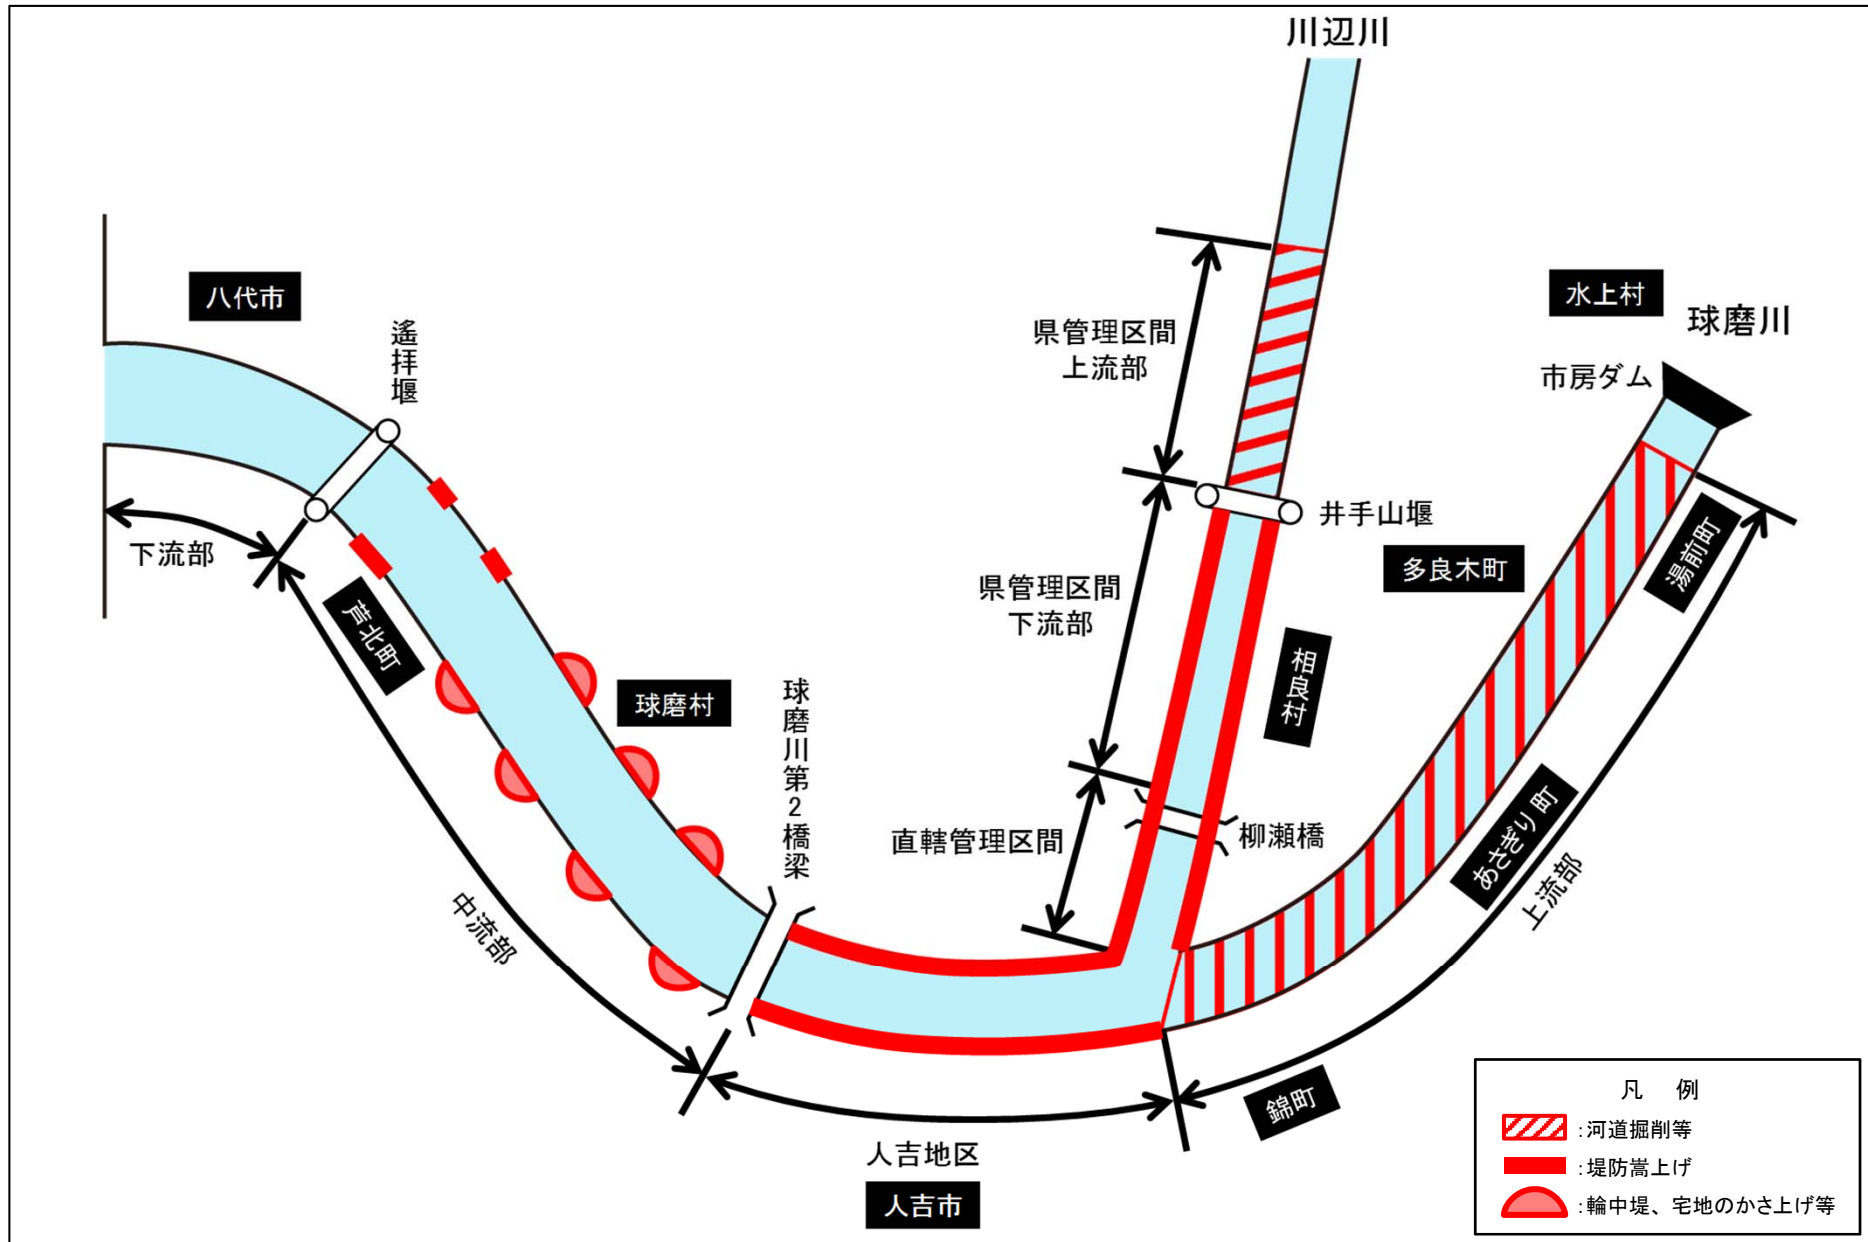 川辺川
八代市
水上村
球磨川
遙拝堰
県管理区間
上流部
市房ダム
井手山堰
下流部
多良木町
湯前町
芦北町
県管理区間
下流部
相良村
球磨村
球磨川第2橋梁
直轄管理区間
柳瀬橋
あさぎり町
上流部
中流部
錦町
人吉地区
人吉市
凡 例
:河道掘削等
:堤防嵩上げ
:輪中堤、宅地のかさ上げ等